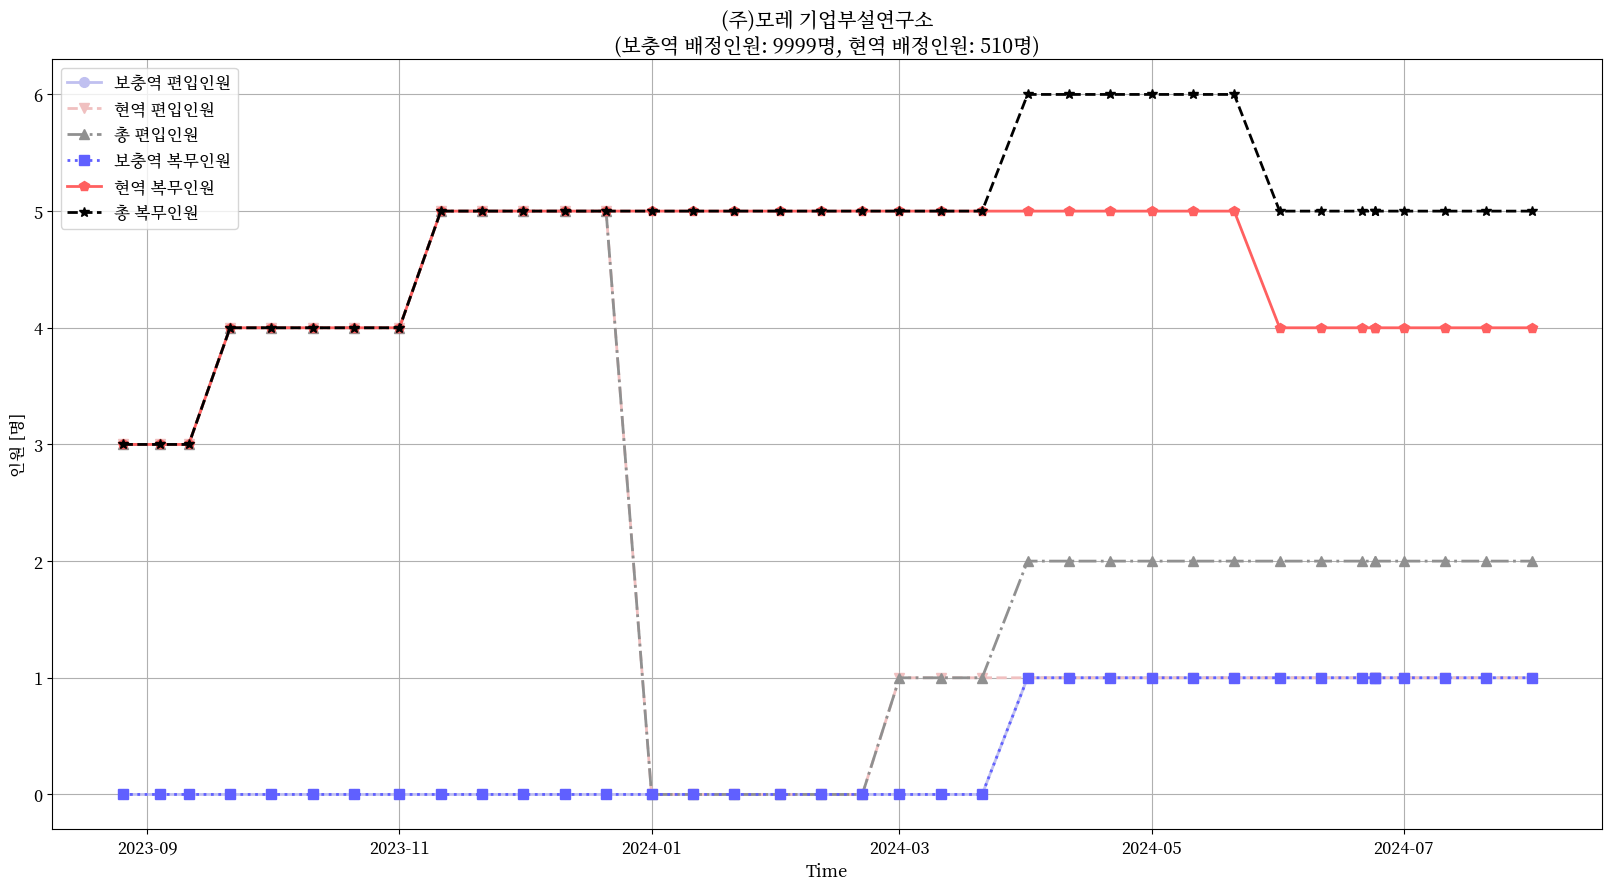 (주)모레 기업부설연구소
(보충역 배정인원: 9999명, 현역 배정인원: 510명)
보충역 편입인원
현역 편입인원
총 편입인원
보충역 복무인원
현역 복무인원
총 복무인원
인원 [명]
6
5
4
3
2
1
0
2023-09
2023-11
2024-01
2024-03
2024-05
2024-07
Time